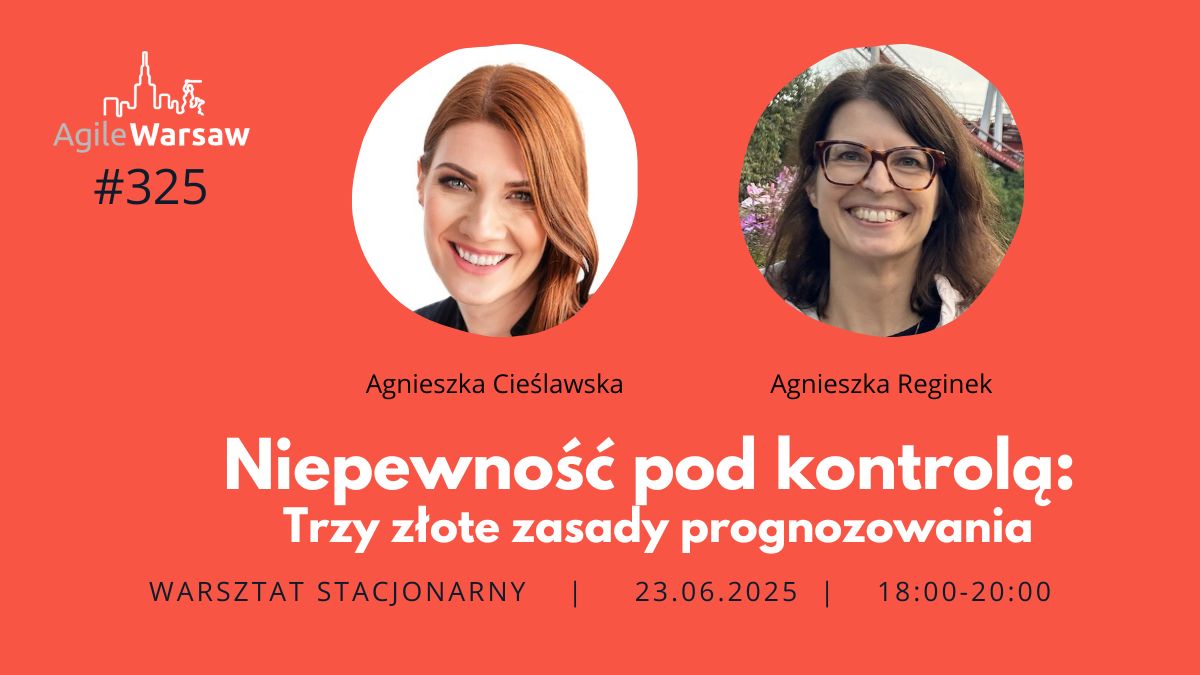 AgileWarsaw
#325
Agnieszka Cieślawska
Agnieszka Reginek
Niepewność pod kontrolą:
Trzy złote zasady prognozowania
WARSZTAT STACJONARNY | 23.06.2025 | 18:00-20:00